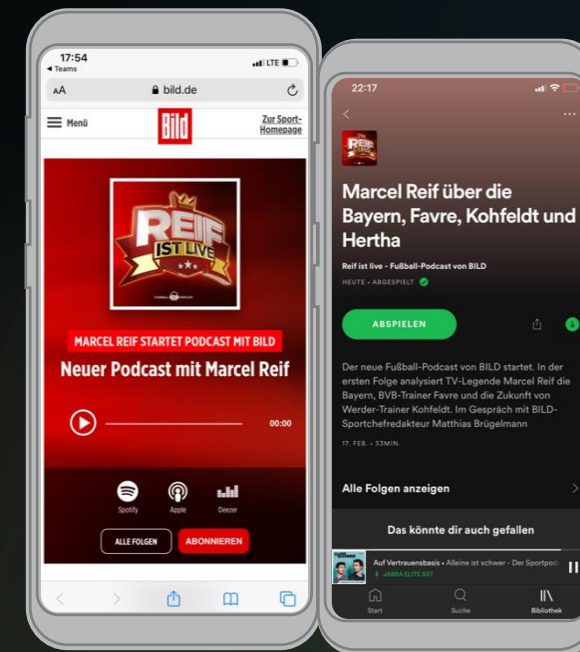 17:54
Teams
LTE
AA
bild.de
Menü
Bild
Zur Sport-
Homepage
REIF
IST LIVE
MARCEL REIF STARTET PODCAST MIT BILD
Neuer Podcast mit Marcel Reif
00:00
Spotify
Apple
Deezer
ALLE FOLGEN
ABONNIEREN
22:17
REIF
IST LIVE
Marcel Reif über die
Bayern, Favre, Kohfeldt und
Hertha
Reif ist live - Fußball-Podcast von BILD
HEUTE • ABGESPIELT
ABSPIELEN
Der neue Fußball-Podcast von BILD startet. In der
ersten Folge analysiert TV-Legende Marcel Reif die
Bayern, BVB-Trainer Favre und die Zukunft von
Werder-Trainer Kohfeldt. Im Gespräch mit BILD-
Sportchefredakteur Matthias Brügelmann
17. FEB. • 33MIN.
Alle Folgen anzeigen
Das könnte dir auch gefallen
Auf Vertrauensbasis • Alleine ist schwer - Der Sportpod
JABRA ELITE 65T
Start
Suche
Bibliothek